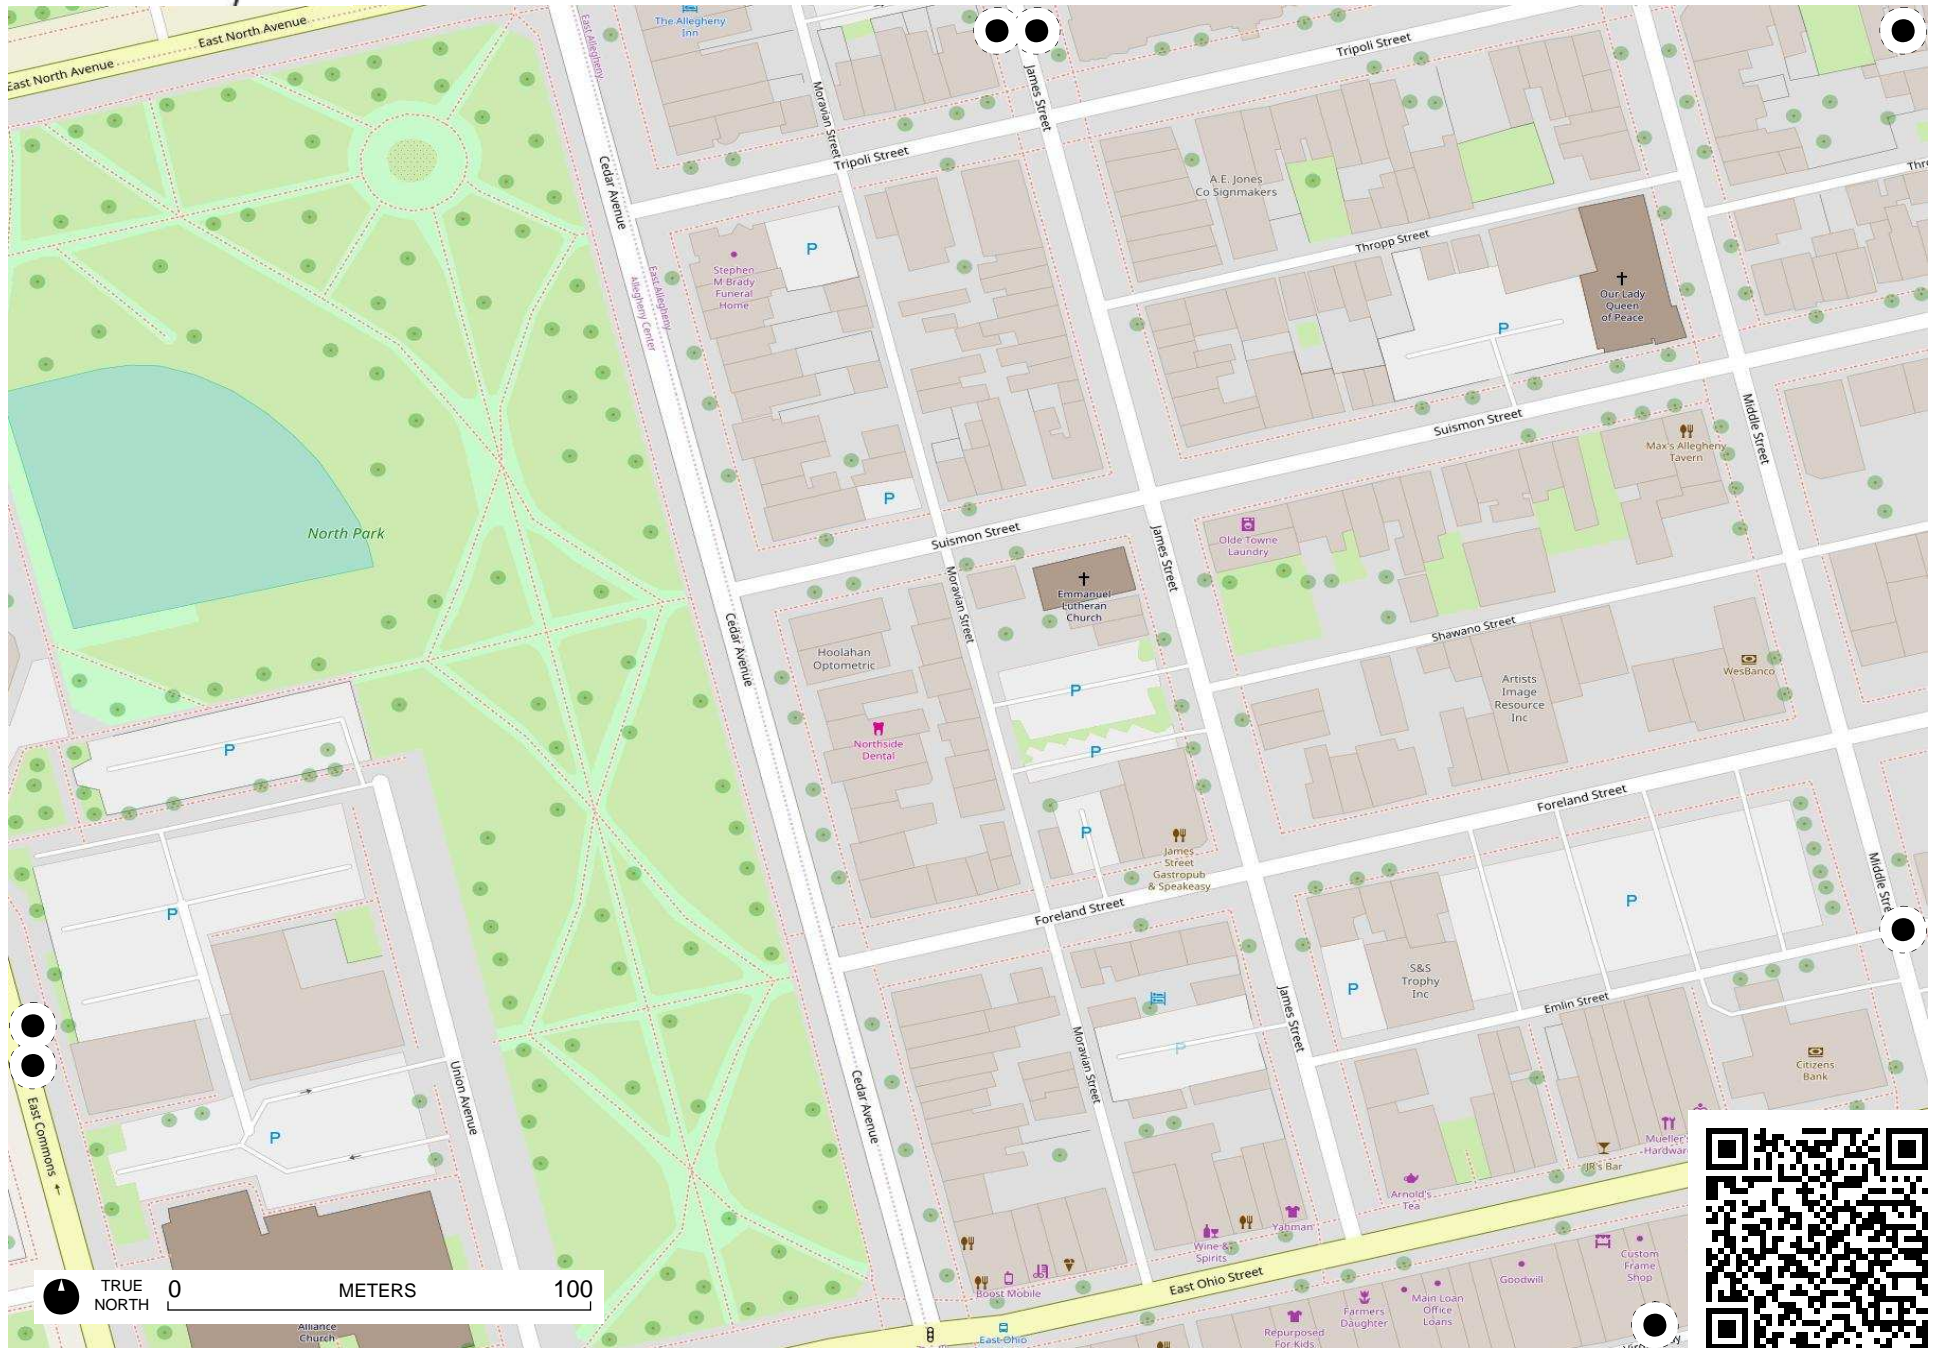 East North Avenue
East North Avenue
East Allegheny
The Allegheny
Inn
Moravian Street
James Street
Tripoli Street
Tripoli Street
Cedar Avenue
A.E. Jones
Co Signmakers
Thropp Street
Stephen
M Brady
Funeral
Home
P
East Allegheny
Allegheny Center
Our Lady
Queen
of Peace
P
Suismon Street
Middle Street
Max's Allegheny
Tavern
P
North Park
Suismon Street
James Street
Olde Towne
Laundry
Moravian Street
Emmanuel
Lutheran
Church
Cedar Avenue
Hoolahan
Optometric
Shawano Street
WesBanco
Artists
Image
Resource
Inc
P
Northside
Dental
P
P
Foreland Street
P
James
Street
Gastropub
& Speakeasy
Middle Stre
P
P
Foreland Street
S&S
Trophy
Inc
P
Emlin Street
James Street
Moravian Street
P
Citizens
Bank
Union Avenue
Cedar Avenue
East Commons
P
Mueller's
Hardwar
JR's Bar
Arnold's
Tea
Yahman
Wine &
Spirits
East Ohio Street
Custom
Frame
Shop
Goodwill
Boost Mobile
Main Loan
Office
Loans
Farmers
Daughter
Repurposed
For Kids
East Ohio
TRUE
NORTH
0 METERS 100
Alliance
Church